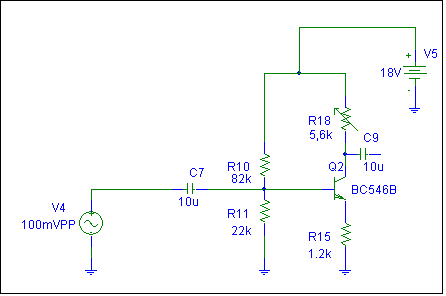 V5
+
18V
-
R18
5,6k
C9
10u
Q2
BC546B
C7
10u
R10
82k
V4
100mVPP
R11
22k
R15
1.2k